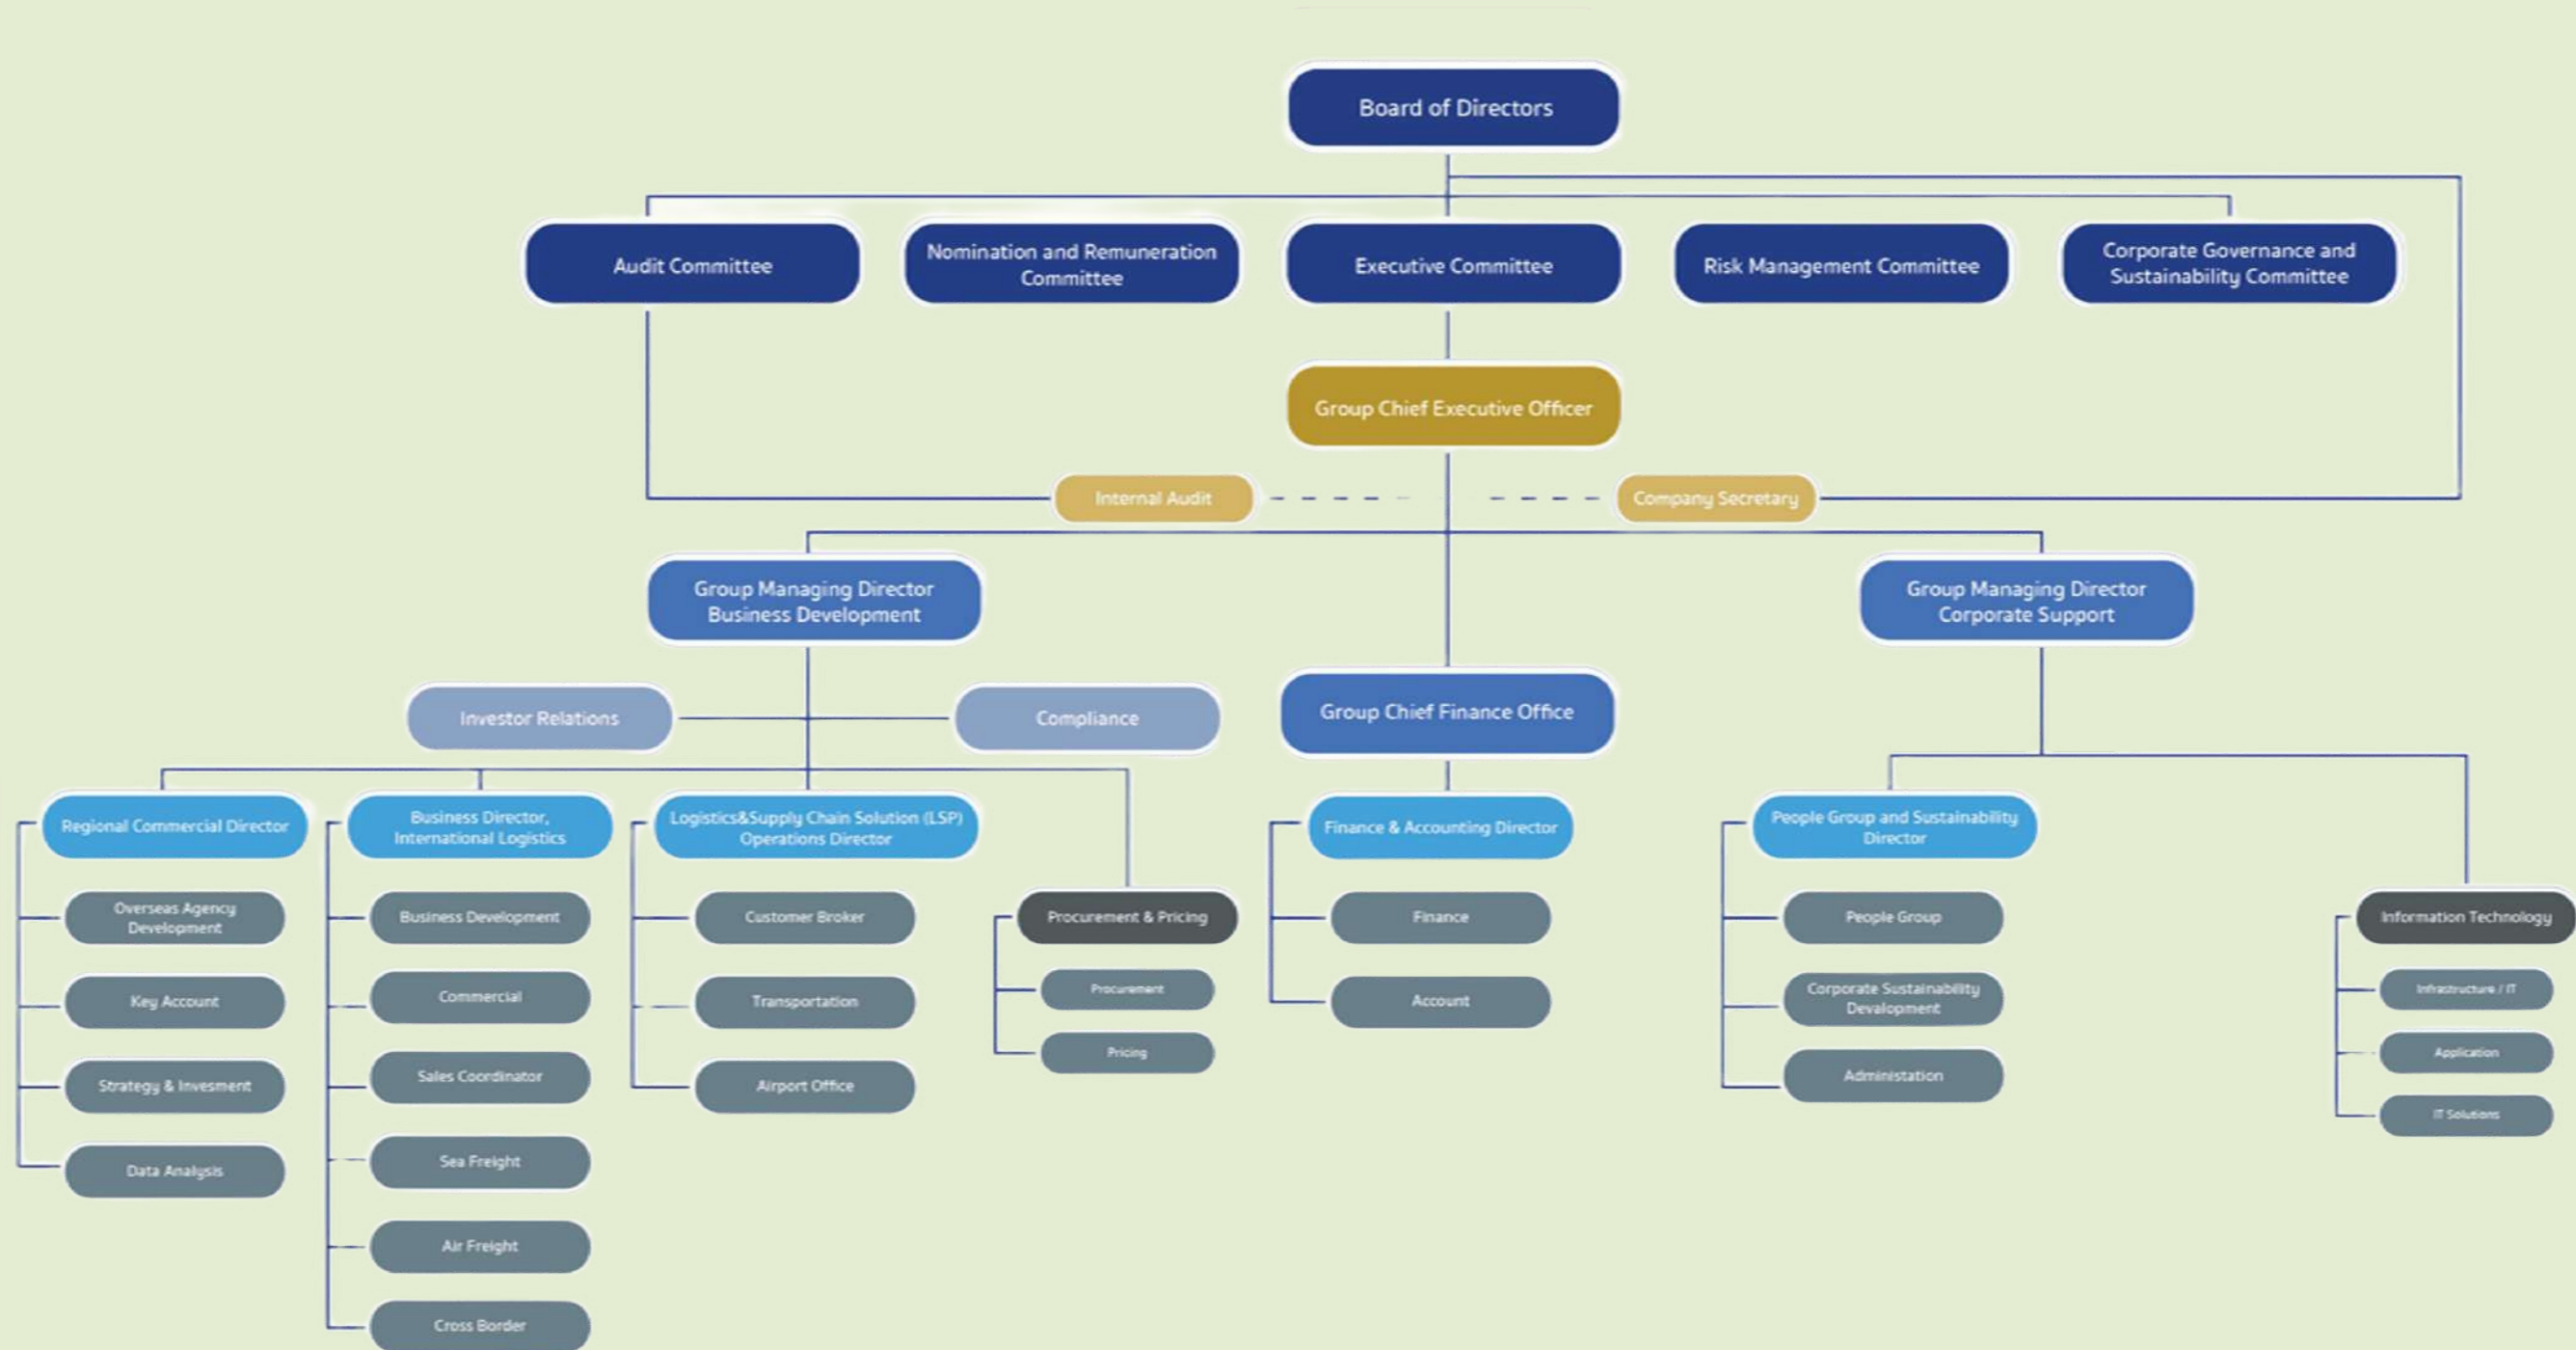 Board of Directors
Audit Committee
Nomination and Remuneration
Committee
Executive Committee
Risk Management Committee
Corporate Governance and
Sustainability Committee
Group Chief Executive Officer
Internal Audit
Company Secretary
Group Managing Director
Business Development
Group Managing Director
Corporate Support
Investor Relations
Compliance
Group Chief Finance Office
Regional Commercial Director
Overseas Agency
Development
Key Account
Strategy & Invesment
Data Analysis
Business Director,
International Logistics
Business Development
Commercial
Sales Coordinator
Sea Freight
Air Freight
Cross Border
Logistics&Supply Chain Solution (LSP)
Operations Director
Customer Broker
Transportation
Airport Office
Procurement & Pricing
Procurement
Pricing
Finance & Accounting Director
Finance
Account
People Group and Sustainability
Director
People Group
Corporate Sustainability
Devalopment
Administation
Information Technology
Infrastructure / IT
Application
IT Solutions